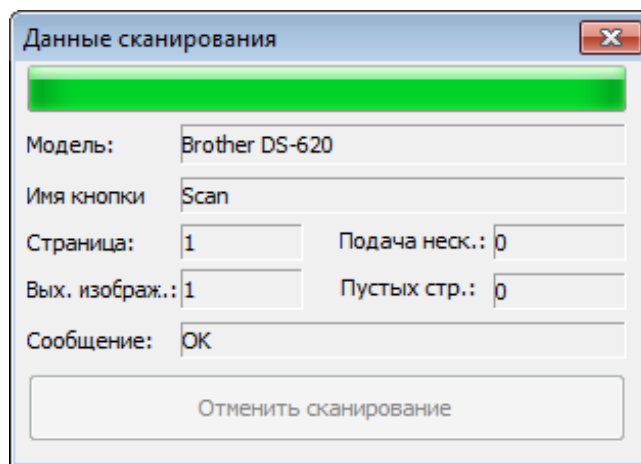 Данные сканирования
Модель: Brother DS-620
Имя кнопки Scan
Страница: 1 Подача неск.: 0
Вых. изображ.: 1 Пустых стр.: 0
Сообщение: OK
Отменить сканирование